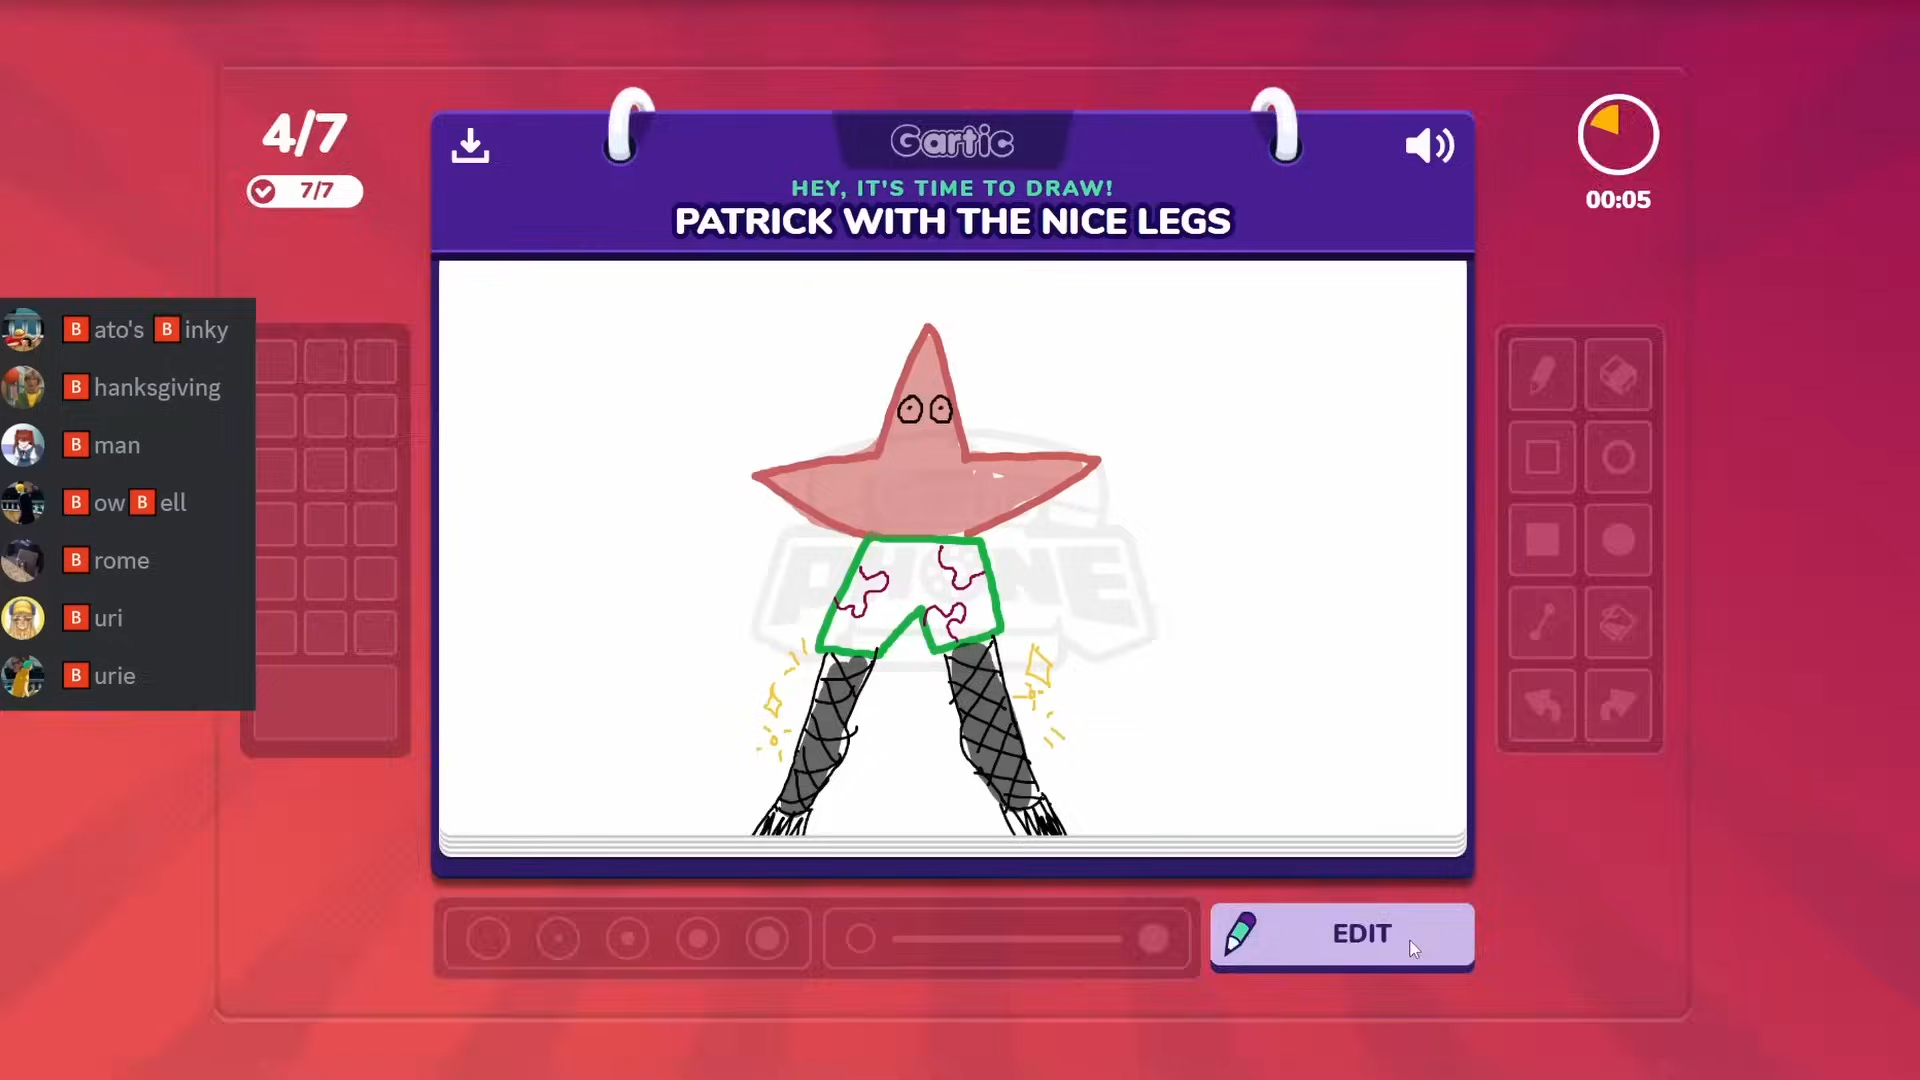 4/7
7/7
Gartic
HEY, IT'S TIME TO DRAW!
PATRICK WITH THE NICE LEGS
00:05
🅱ato's 🅱inky
🅱hanksgiving
🅱man
🅱ow🅱ell
🅱rome
🅱uri
🅱urie
PHONE
EDIT